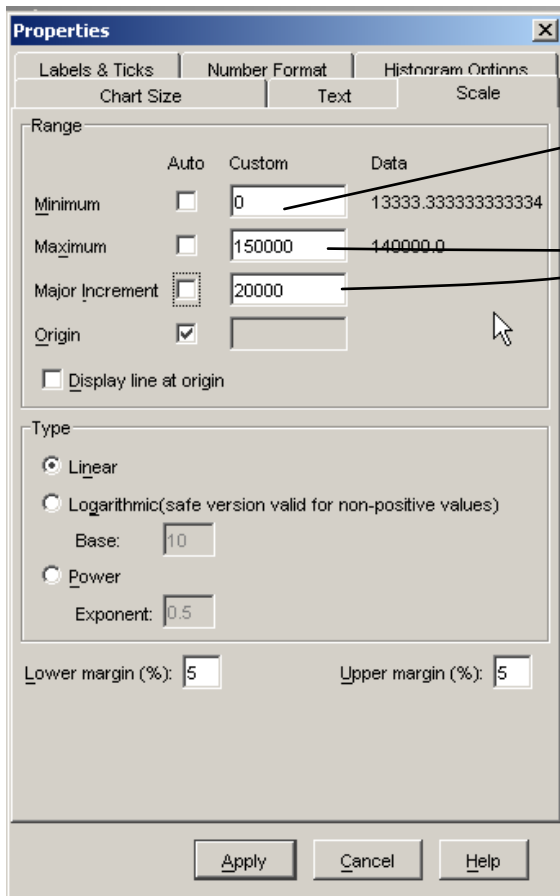 Properties
Labels & Ticks Number Format Histogram Options
Chart Size Text Scale
Range
Auto Custom Data
Minimum 0 13333.333333333334
Maximum 150000 140000.0
Major Increment 20000
Origin
Display line at origin
Type
Linear
Logarithmic(safe version valid for non-positive values)
Base: 10
Power
Exponent: 0.5
Lower margin (%): 5 Upper margin (%): 5
Apply Cancel Help